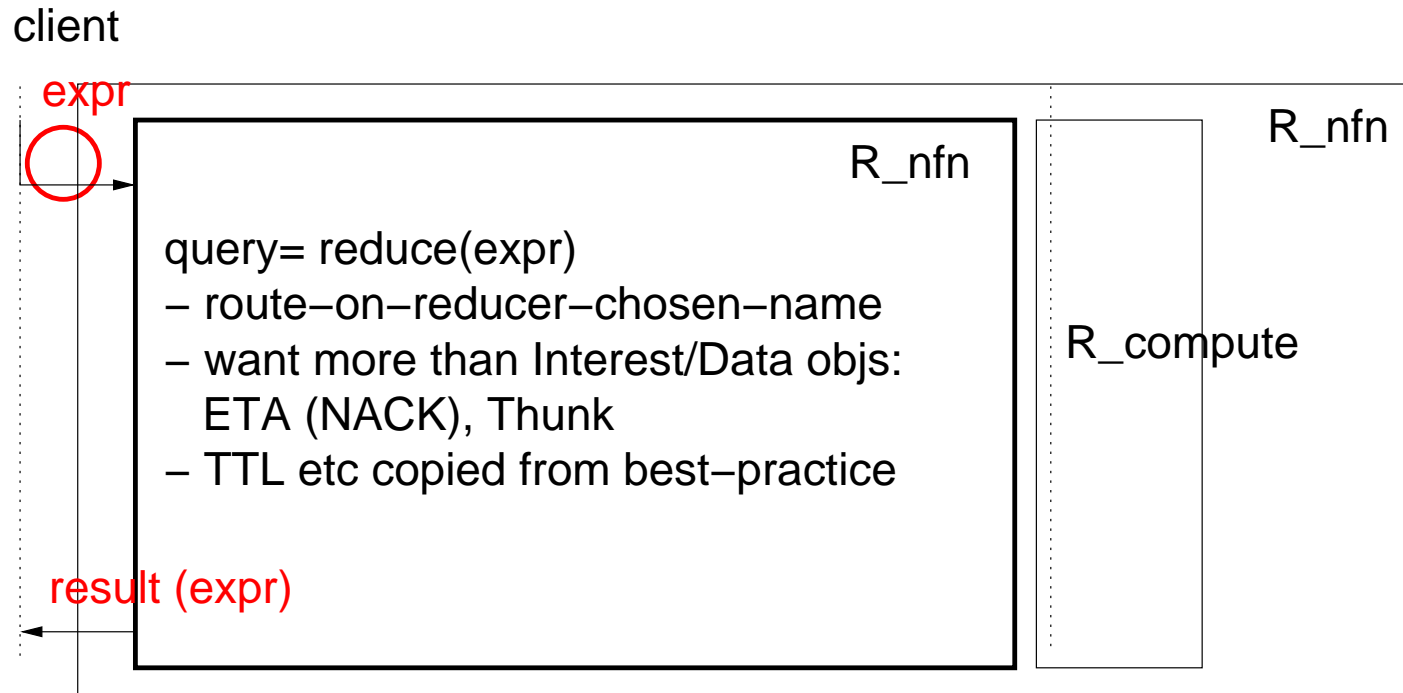 client
expr
R_nfn
R_nfn
query= reduce(expr)
– route–on–reducer–chosen–name
– want more than Interest/Data objs:
ETA (NACK), Thunk
– TTL etc copied from best–practice
R_compute
result (expr)